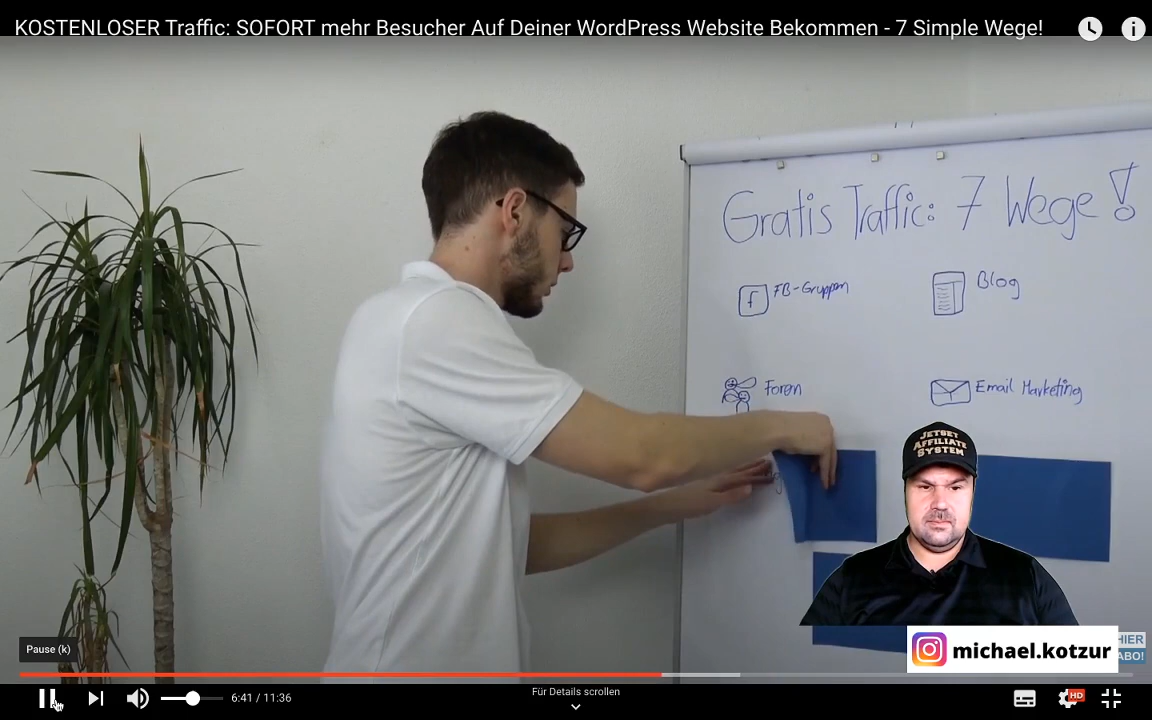 KOSTENLOSER Traffic: SOFORT mehr Besucher Auf Deiner WordPress Website Bekommen - 7 Simple Wege!
Gratis Traffic: 7 Wege!
f FB-Gruppen
Blog
Foren
Email Marketing
JETSET
AFFILIATE
SYSTEM
HIER
ABO!
michael.kotzur
Pause (k)
6:41 / 11:36
Für Details scrollen
HD